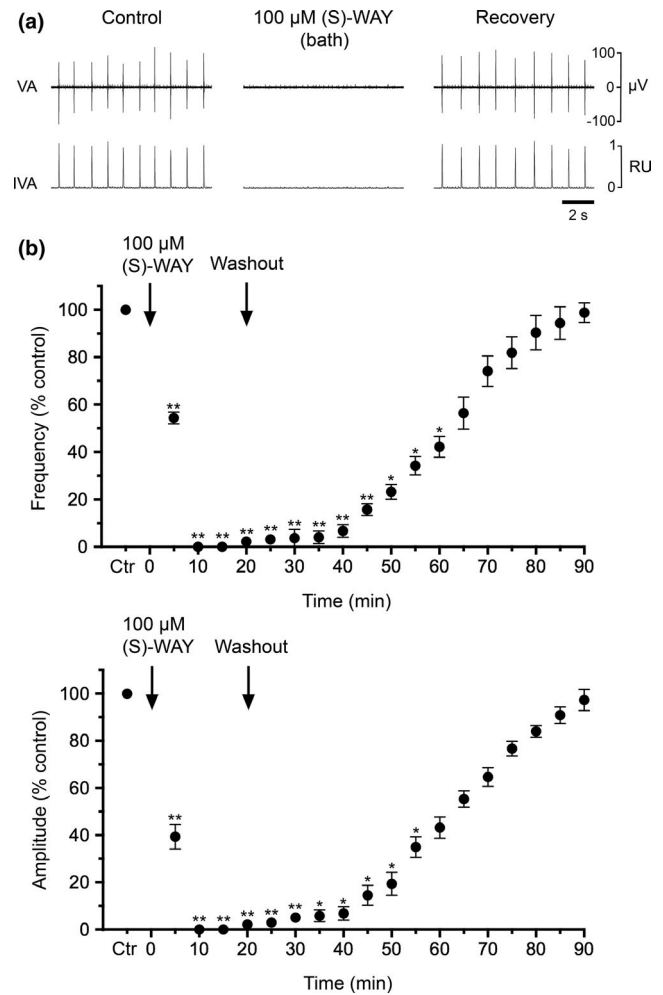 (a)
Control
100 µM (S)-WAY
(bath)
Recovery
VA
100
0
-100
µV
IVA
1
0
RU
2 s
(b)
100 µM
(S)-WAY
Washout
Frequency (% control)
100
80
60
40
20
0
** ** ** ** ** ** ** ** ** * * *
Ctr 0 10 20 30 40 50 60 70 80 90
Time (min)
100 µM
(S)-WAY
Washout
Amplitude (% control)
100
80
60
40
20
0
** ** ** ** ** ** * * * * *
Ctr 0 10 20 30 40 50 60 70 80 90
Time (min)